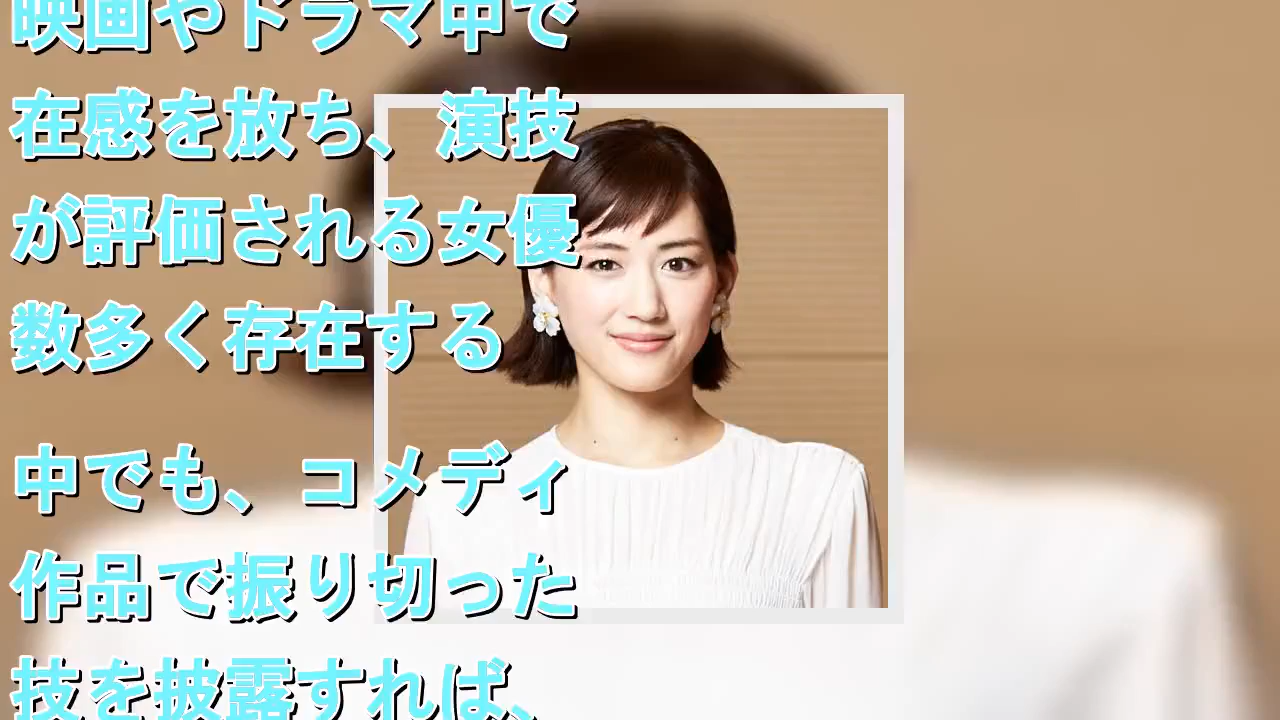 映画やドラマ中で
在感を放ち、演技
が評価される女優
数多く存在する
中でも、コメディ
作品で振り切った
技を披露すれば、